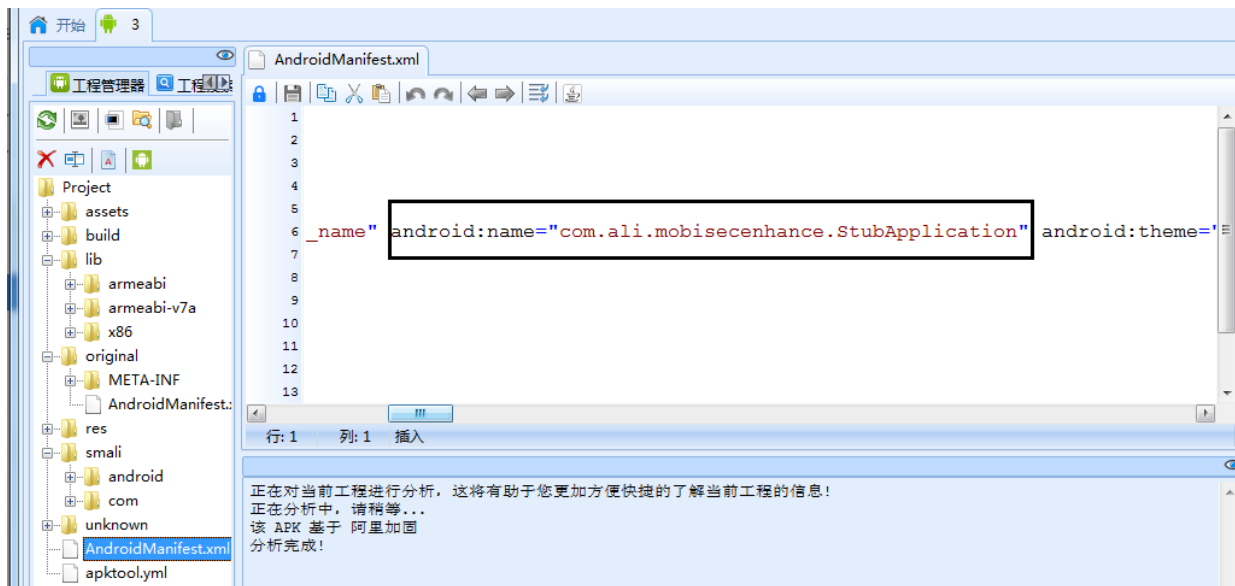 开始 3
AndroidManifest.xml
工程管理器 工程
1
2
3
4
5
6 _name" android:name="com.ali.mobisecenhance.StubApplication" android:theme='
7
8
9
10
11
12
13
行: 1 列: 1 插入
Project
assets
build
lib
armeabi
armeabi-v7a
x86
original
META-INF
AndroidManifest.
res
smali
android
com
unknown
AndroidManifest.xml
apktool.yml
正在对当前工程进行分析，这将有助于您更加方便快捷的了解当前工程的信息!
正在分析中，请稍等...
该 APK 基于 阿里加固
分析完成!